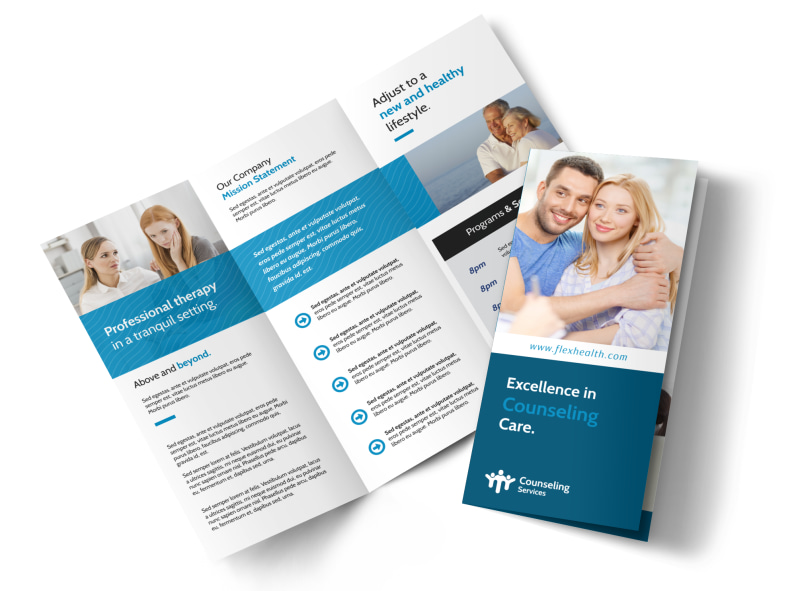 Professional therapy
in a tranquil setting.
Above and beyond.
Sed egestas, ante et vulputate volutpat, eros pede
semper est, vitae luctus metus libero eu augue.
Morbi purus libero.
Sed egestas, ante et vulputate volutpat, eros pede
semper est, vitae luctus metus libero eu augue. Morbi
purus libero, faucibus adipiscing, commodo quis,
gravida id, est.
Sed semper lorem at felis. Vestibulum volutpat, lacus
a ultrices sagittis, mi neque euismod dui, eu pulvinar
nunc sapien ornare nisl. Phasellus pede arcu, dapibus
eu, fermentum et, dapibus sed, urna.
Sed semper lorem at felis. Vestibulum volutpat, lacus
a ultrices sagittis, mi neque euismod dui, eu pulvinar
nunc sapien ornare nisl. Phasellus pede arcu, dapibus
eu, fermentum et, dapibus sed, urna.
Our Company
Mission Statement
Sed egestas, ante et vulputate volutpat, eros pede
semper est, vitae luctus metus libero eu augue.
Morbi purus libero.
Sed egestas, ante et vulputate volutpat,
eros pede semper est, vitae luctus metus
libero eu augue. Morbi purus libero,
faucibus adipiscing, commodo quis,
gravida id, est.
Sed egestas, ante et vulputate volutpat,
eros pede semper est, vitae luctus metus
libero eu augue. Morbi purus libero.
Sed egestas, ante et vulputate volutpat,
eros pede semper est, vitae luctus metus
libero eu augue. Morbi purus libero.
Sed egestas, ante et vulputate volutpat,
eros pede semper est, vitae luctus metus
libero eu augue. Morbi purus libero.
Sed egestas, ante et vulputate volutpat,
eros pede semper est, vitae luctus metus
libero eu augue. Morbi purus libero.
Sed egestas, ante et vulputate volutpat,
eros pede semper est, vitae luctus metus
libero eu augue. Morbi purus libero.
Adjust to a
new and healthy
lifestyle.
Programs & Se
8pm
8pm
8pm
www.flexhealth.com
Excellence in
Counseling
Care.
Counseling
Services